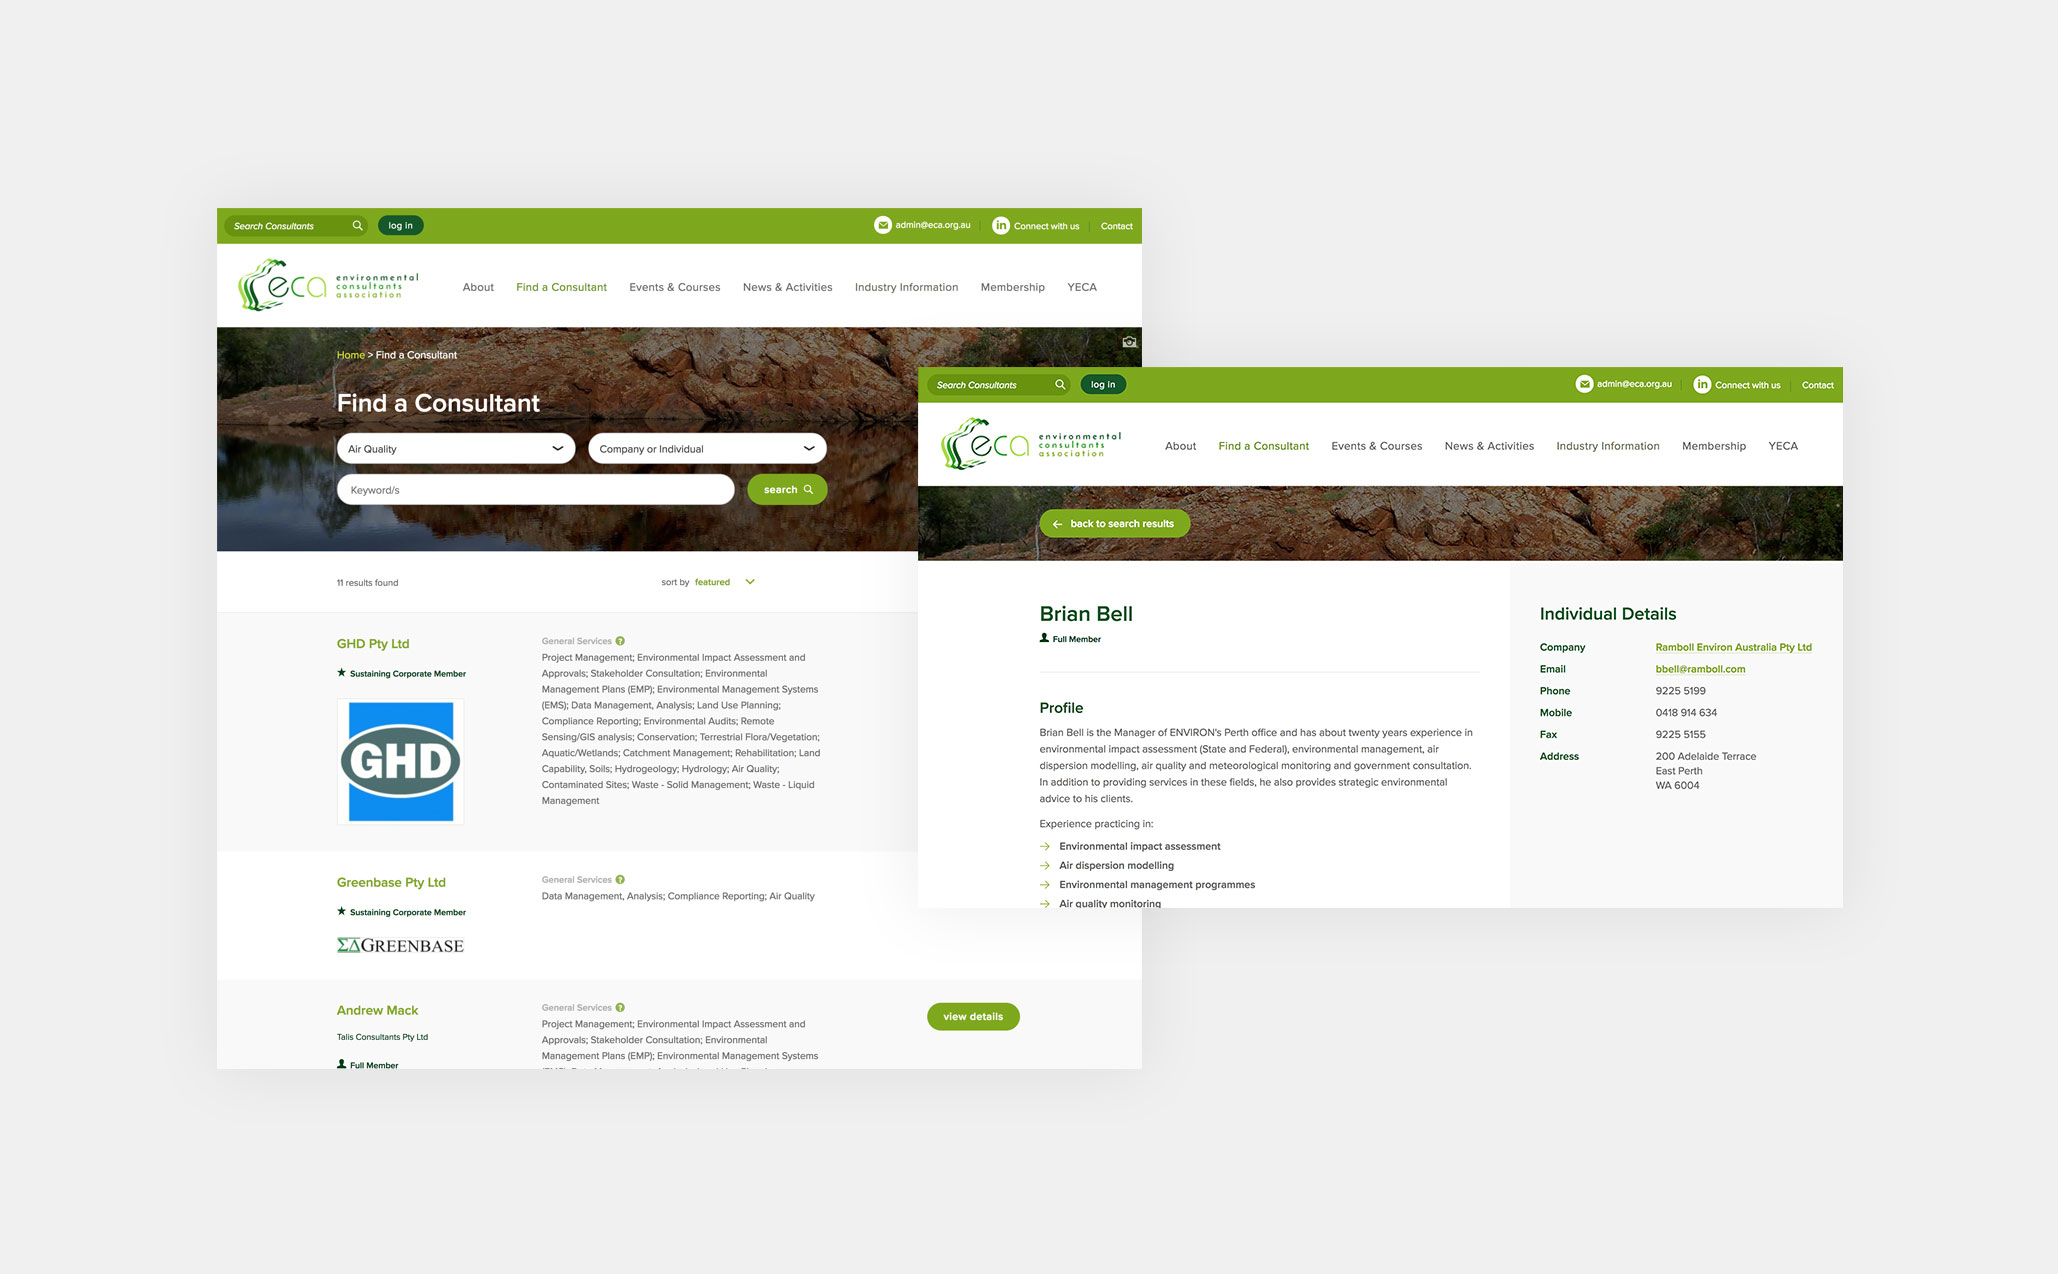 Search Consultants
log in
admin@eca.org.au
Connect with us
Contact
eca environmental
consultants
association
About
Find a Consultant
Events & Courses
News & Activities
Industry Information
Membership
YECA
Home > Find a Consultant
Find a Consultant
Air Quality
Company or Individual
Keyword/s
search
11 results found
sort by featured
GHD Pty Ltd
Sustaining Corporate Member
GHD
General Services ?
Project Management; Environmental Impact Assessment and
Approvals; Stakeholder Consultation; Environmental
Management Plans (EMP); Environmental Management Systems
(EMS); Data Management, Analysis; Land Use Planning;
Compliance Reporting; Environmental Audits; Remote
Sensing/GIS analysis; Conservation; Terrestrial Flora/Vegetation;
Aquatic/Wetlands; Catchment Management; Rehabilitation; Land
Capability, Soils; Hydrogeology; Hydrology; Air Quality;
Contaminated Sites; Waste - Solid Management; Waste - Liquid
Management
Greenbase Pty Ltd
Sustaining Corporate Member
ΣΔGREENBASE
General Services ?
Data Management, Analysis; Compliance Reporting; Air Quality
Andrew Mack
Talis Consultants Pty Ltd
Full Member
General Services ?
Project Management; Environmental Impact Assessment and
Approvals; Stakeholder Consultation; Environmental
Management Plans (EMP); Environmental Management Systems
view details
Search Consultants
log in
admin@eca.org.au
in Connect with us
Contact
eca environmental
consultants
association
About
Find a Consultant
Events & Courses
News & Activities
Industry Information
Membership
YECA
back to search results
Brian Bell
Full Member
Profile
Brian Bell is the Manager of ENVIRON's Perth office and has about twenty years experience in
environmental impact assessment (State and Federal), environmental management, air
dispersion modelling, air quality and meteorological monitoring and government consultation.
In addition to providing services in these fields, he also provides strategic environmental
advice to his clients.
Experience practicing in:
Environmental impact assessment
Air dispersion modelling
Environmental management programmes
Air quality monitoring
Individual Details
Company Ramboll Environ Australia Pty Ltd
Email bbell@ramboll.com
Phone 9225 5199
Mobile 0418 914 634
Fax 9225 5155
Address 200 Adelaide Terrace
East Perth
WA 6004